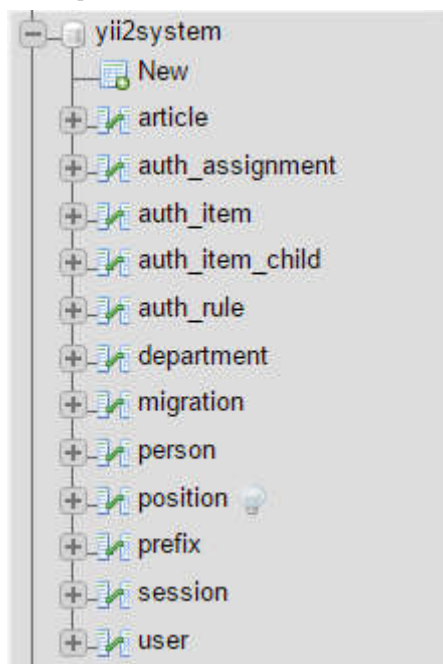 yii2system
New
article
auth_assignment
auth_item
auth_item_child
auth_rule
department
migration
person
position
prefix
session
user